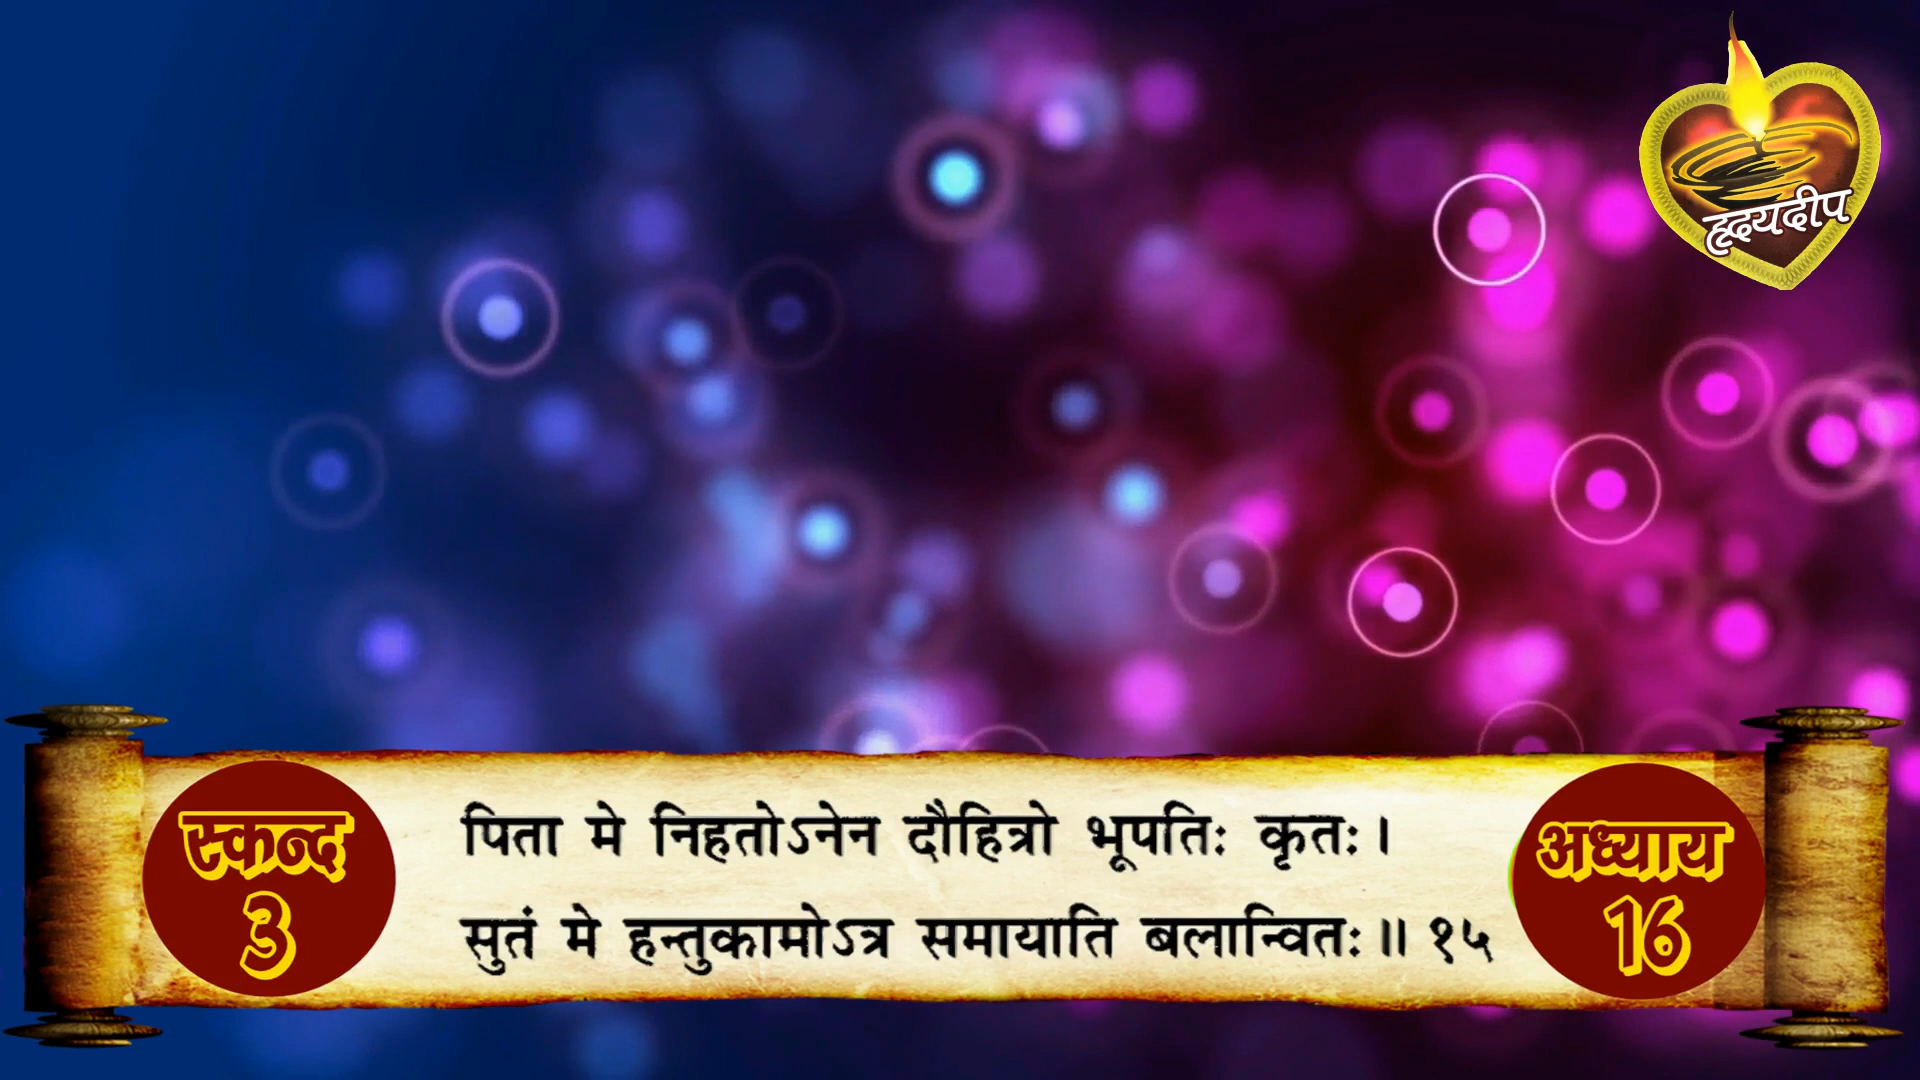 हृदयदीप
स्कन्द
3
पिता मे निहतोऽनेन दौहित्रो भूपतिः कृतः।
सुतं मे हन्तुकामोऽत्र समायाति बलान्वितः॥ १५
अध्याय
16